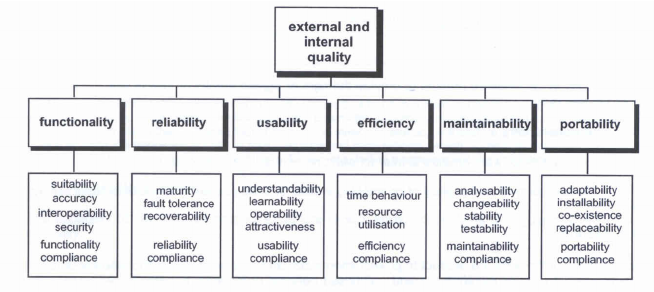 external and
internal
quality
functionality
reliability
usability
efficiency
maintainability
portability
suitability
accuracy
interoperability
security
functionality
compliance
maturity
fault tolerance
recoverability
reliability
compliance
understandability
learnability
operability
attractiveness
usability
compliance
time behaviour
resource
utilisation
efficiency
compliance
analysability
changeability
stability
testability
maintainability
compliance
adaptability
installability
co-existence
replaceability
portability
compliance